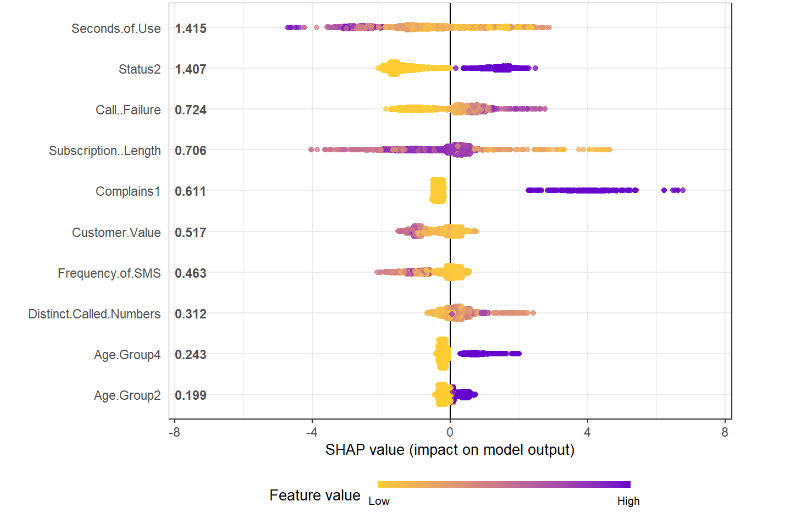 Seconds.of.Use 1.415
Status2 1.407
Call..Failure 0.724
Subscription..Length 0.706
Complains1 0.611
Customer.Value 0.517
Frequency.of.SMS 0.463
Distinct.Called.Numbers 0.312
Age.Group4 0.243
Age.Group2 0.199
-8 -4 0 4 8
SHAP value (impact on model output)
Feature value
Low High